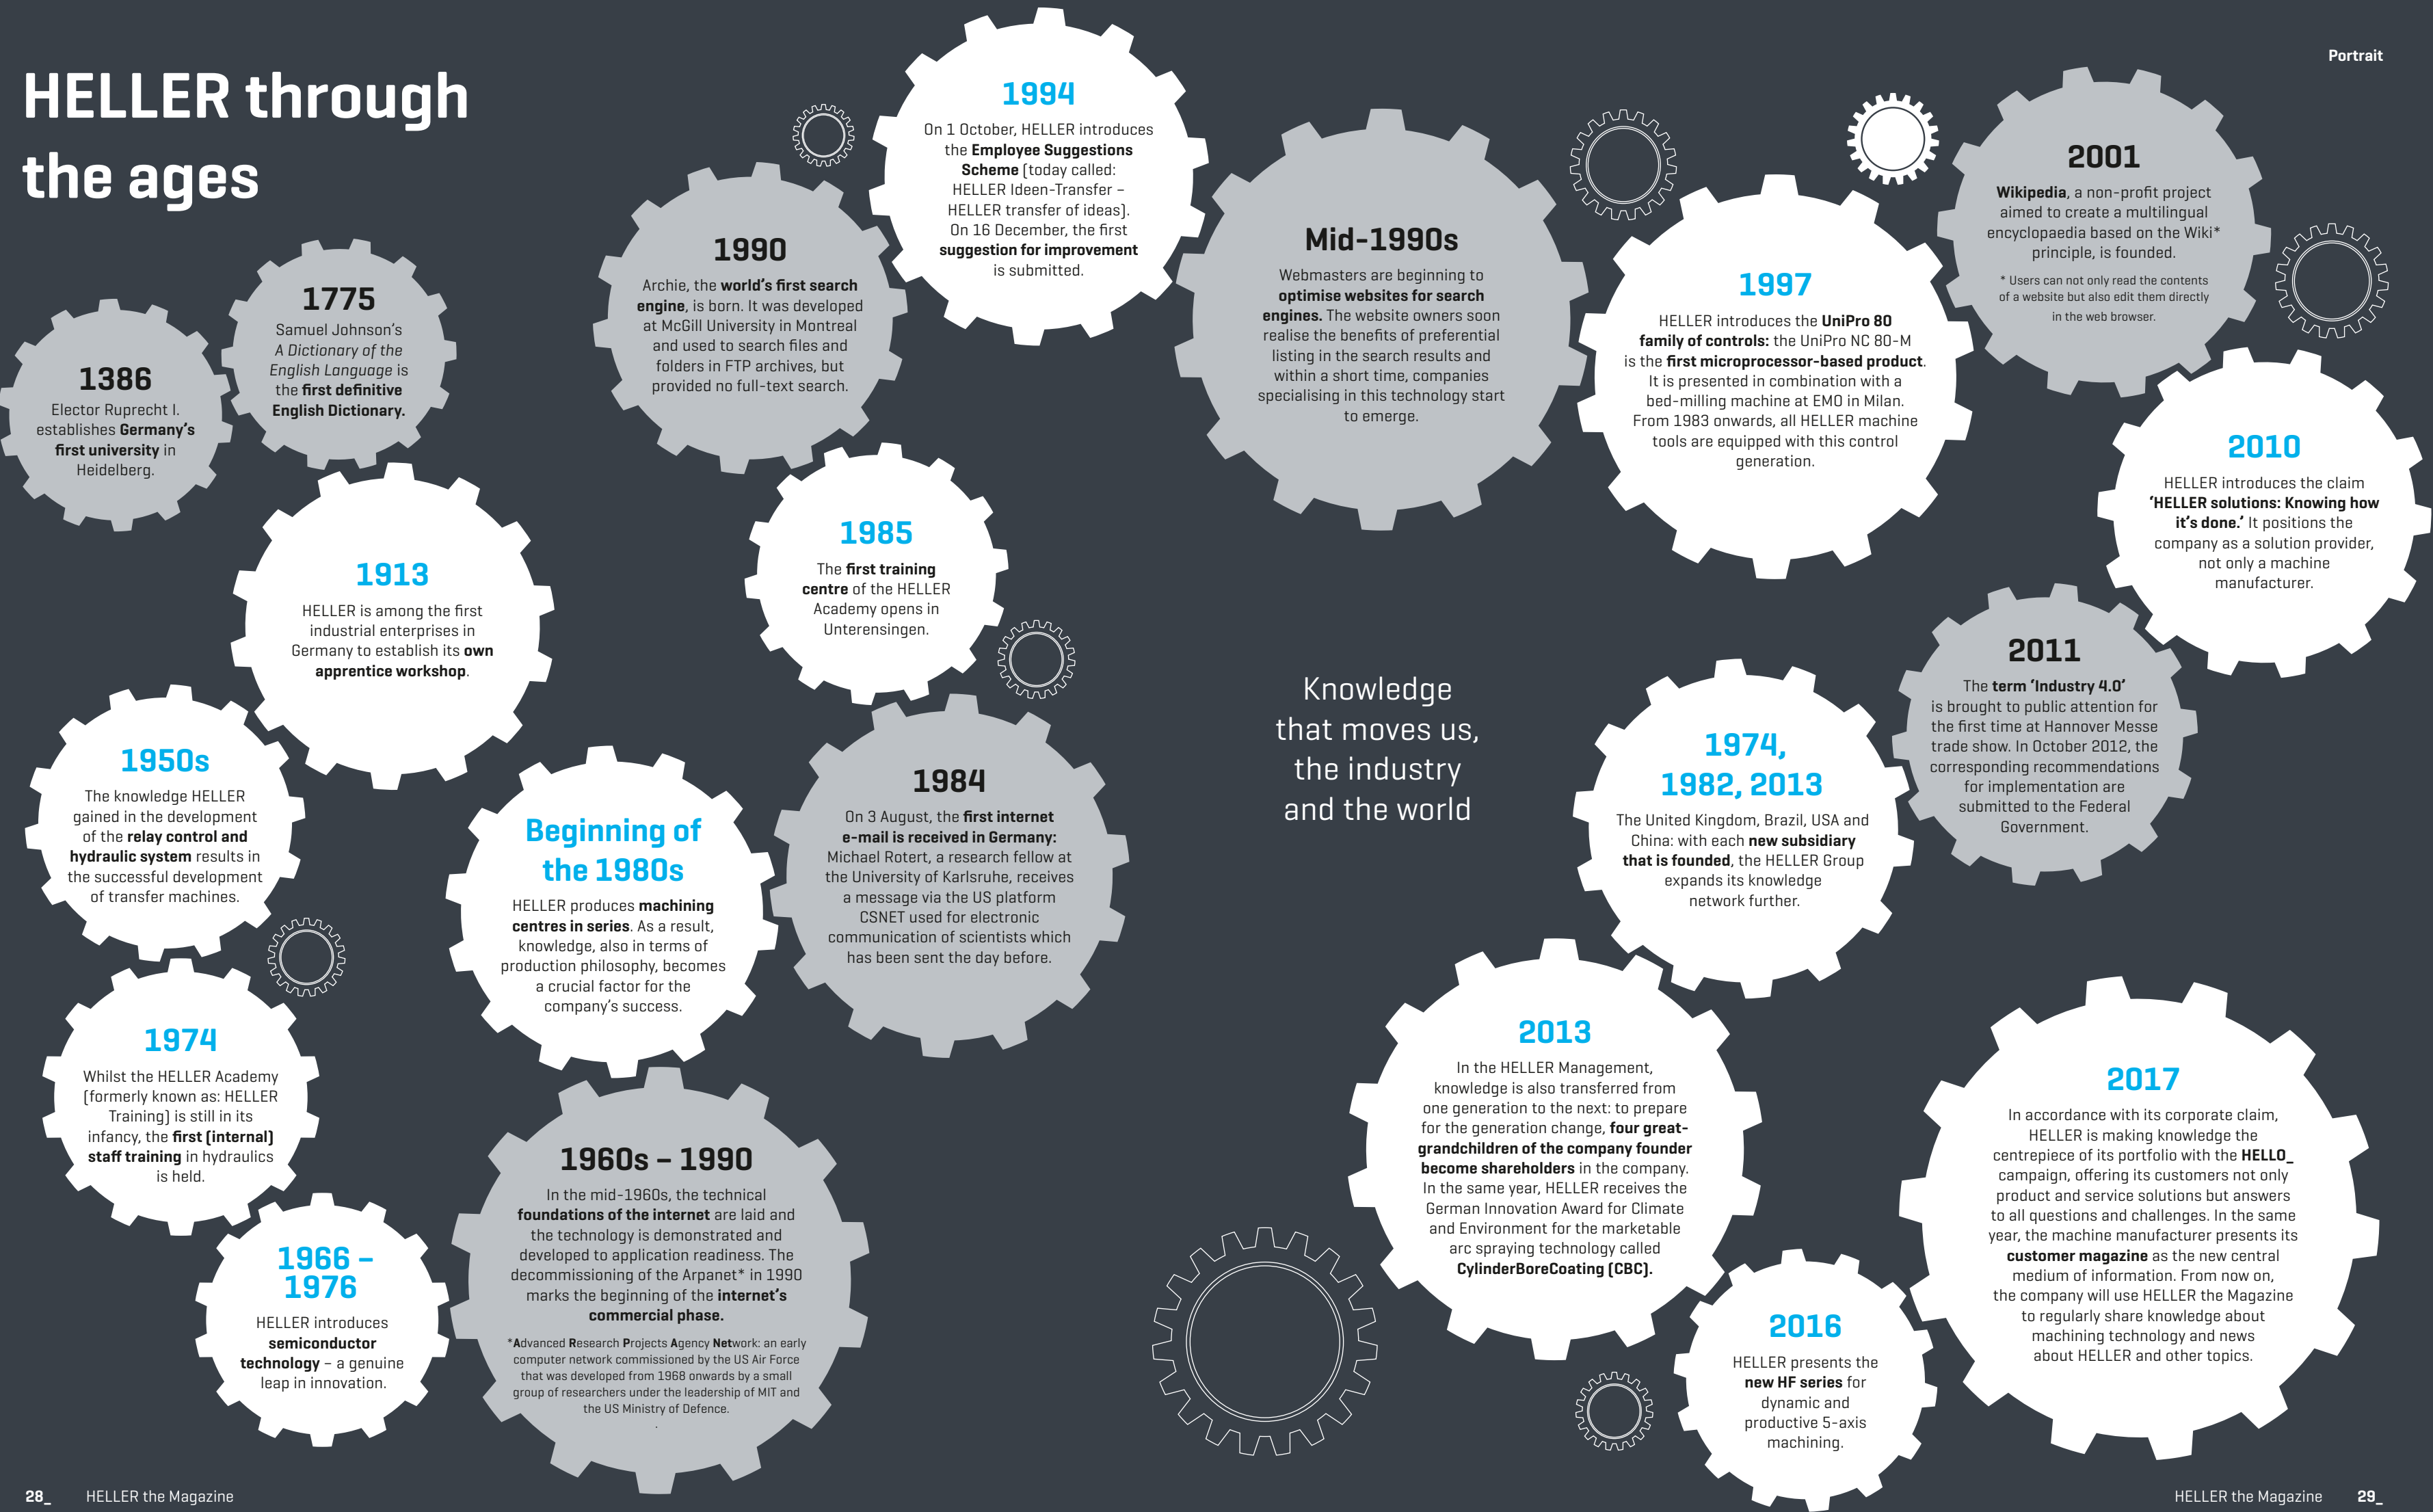 Portrait
HELLER through
the ages
1386
Elector Ruprecht I.
establishes Germany's
first university in
Heidelberg.
1775
Samuel Johnson's
A Dictionary of the
English Language is
the first definitive
English Dictionary.
1913
HELLER is among the first
industrial enterprises in
Germany to establish its own
apprentice workshop.
1950s
The knowledge HELLER
gained in the development
of the relay control and
hydraulic system results in
the successful development
of transfer machines.
1974
Whilst the HELLER Academy
(formerly known as: HELLER
Training) is still in its
infancy, the first (internal)
staff training in hydraulics
is held.
1966 –
1976
HELLER introduces
semiconductor
technology – a genuine
leap in innovation.
1960s – 1990
In the mid-1960s, the technical
foundations of the internet are laid and
the technology is demonstrated and
developed to application readiness. The
decommissioning of the Arpanet* in 1990
marks the beginning of the internet's
commercial phase.
*Advanced Research Projects Agency Network: an early
computer network commissioned by the US Air Force
that was developed from 1968 onwards by a small
group of researchers under the leadership of MIT and
the US Ministry of Defence.
.
Beginning of
the 1980s
HELLER produces machining
centres in series. As a result,
knowledge, also in terms of
production philosophy, becomes
a crucial factor for the
company's success.
1984
On 3 August, the first internet
e-mail is received in Germany:
Michael Rotert, a research fellow at
the University of Karlsruhe, receives
a message via the US platform
CSNET used for electronic
communication of scientists which
has been sent the day before.
1985
The first training
centre of the HELLER
Academy opens in
Unterensingen.
1990
Archie, the world's first search
engine, is born. It was developed
at McGill University in Montreal
and used to search files and
folders in FTP archives, but
provided no full-text search.
1994
On 1 October, HELLER introduces
the Employee Suggestions
Scheme (today called:
HELLER Ideen-Transfer –
HELLER transfer of ideas).
On 16 December, the first
suggestion for improvement
is submitted.
Mid-1990s
Webmasters are beginning to
optimise websites for search
engines. The website owners soon
realise the benefits of preferential
listing in the search results and
within a short time, companies
specialising in this technology start
to emerge.
1997
HELLER introduces the UniPro 80
family of controls: the UniPro NC 80-M
is the first microprocessor-based product.
It is presented in combination with a
bed-milling machine at EMO in Milan.
From 1983 onwards, all HELLER machine
tools are equipped with this control
generation.
2001
Wikipedia, a non-profit project
aimed to create a multilingual
encyclopaedia based on the Wiki*
principle, is founded.
* Users can not only read the contents
of a website but also edit them directly
in the web browser.
2010
HELLER introduces the claim
‘HELLER solutions: Knowing how
it's done.’ It positions the
company as a solution provider,
not only a machine
manufacturer.
2011
The term ‘Industry 4.0’
is brought to public attention for
the first time at Hannover Messe
trade show. In October 2012, the
corresponding recommendations
for implementation are
submitted to the Federal
Government.
Knowledge
that moves us,
the industry
and the world
1974,
1982, 2013
The United Kingdom, Brazil, USA and
China: with each new subsidiary
that is founded, the HELLER Group
expands its knowledge
network further.
2013
In the HELLER Management,
knowledge is also transferred from
one generation to the next: to prepare
for the generation change, four great-
grandchildren of the company founder
become shareholders in the company.
In the same year, HELLER receives the
German Innovation Award for Climate
and Environment for the marketable
arc spraying technology called
CylinderBoreCoating (CBC).
2016
HELLER presents the
new HF series for
dynamic and
productive 5-axis
machining.
2017
In accordance with its corporate claim,
HELLER is making knowledge the
centrepiece of its portfolio with the HELLO_
campaign, offering its customers not only
product and service solutions but answers
to all questions and challenges. In the same
year, the machine manufacturer presents its
customer magazine as the new central
medium of information. From now on,
the company will use HELLER the Magazine
to regularly share knowledge about
machining technology and news
about HELLER and other topics.
28_ HELLER the Magazine
HELLER the Magazine 29_